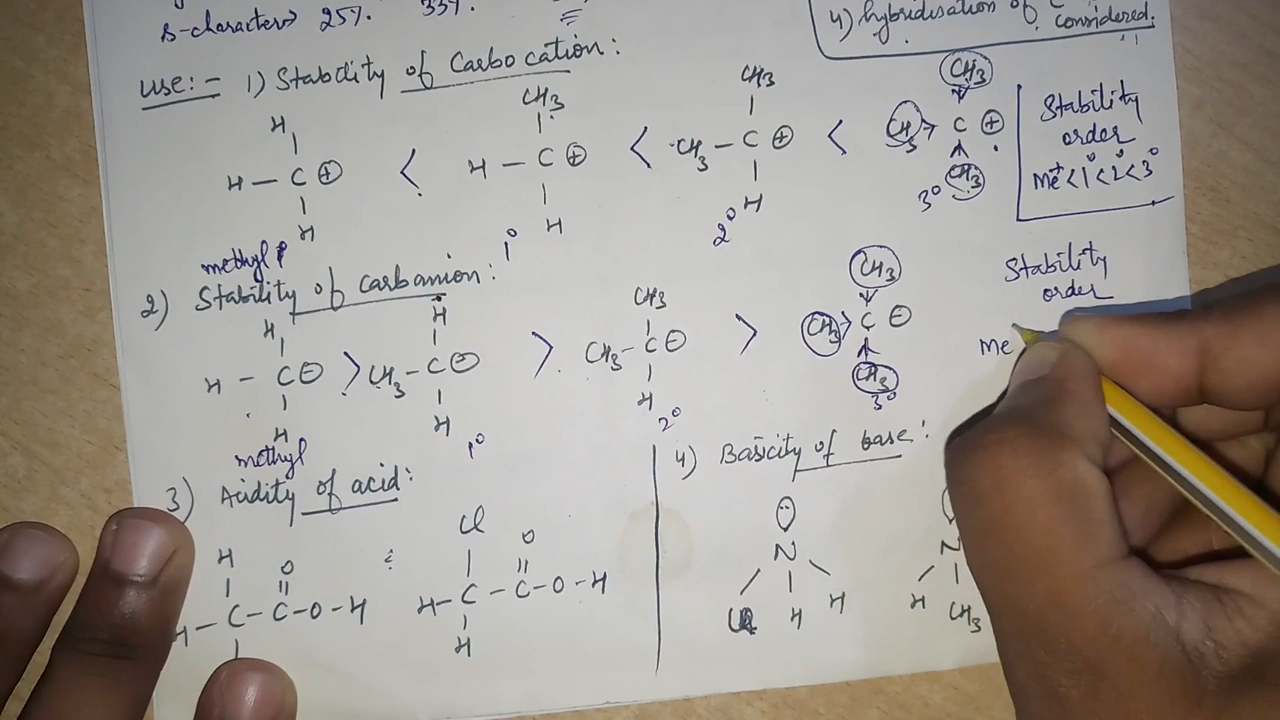 s-character→ 25%. 33%.
4) hybridisation of C
considered.
Use:- 1) Stability of Carbocation:
H
H — C ⊕
H
methyl
<
CH3
H — C ⊕
H
1°
<
CH3
CH3 — C ⊕
H
2°
<
CH3
CH3 → C ⊕
CH3
3°
Stability
order
Me+ < 1° < 2° < 3°
2) Stability of carbanion:
H
H — C ⊖
H
methyl
>
H
CH3 — C ⊖
H
1°
>
CH3
CH3 — C ⊖
H
2°
>
CH3
CH3 → C ⊖
CH3
3°
Stability
order
Me
3) Acidity of acid:
H O
H — C — C — O — H
Cl O
H — C — C — O — H
H
4) Basicity of base:
N
H H
N
H CH3